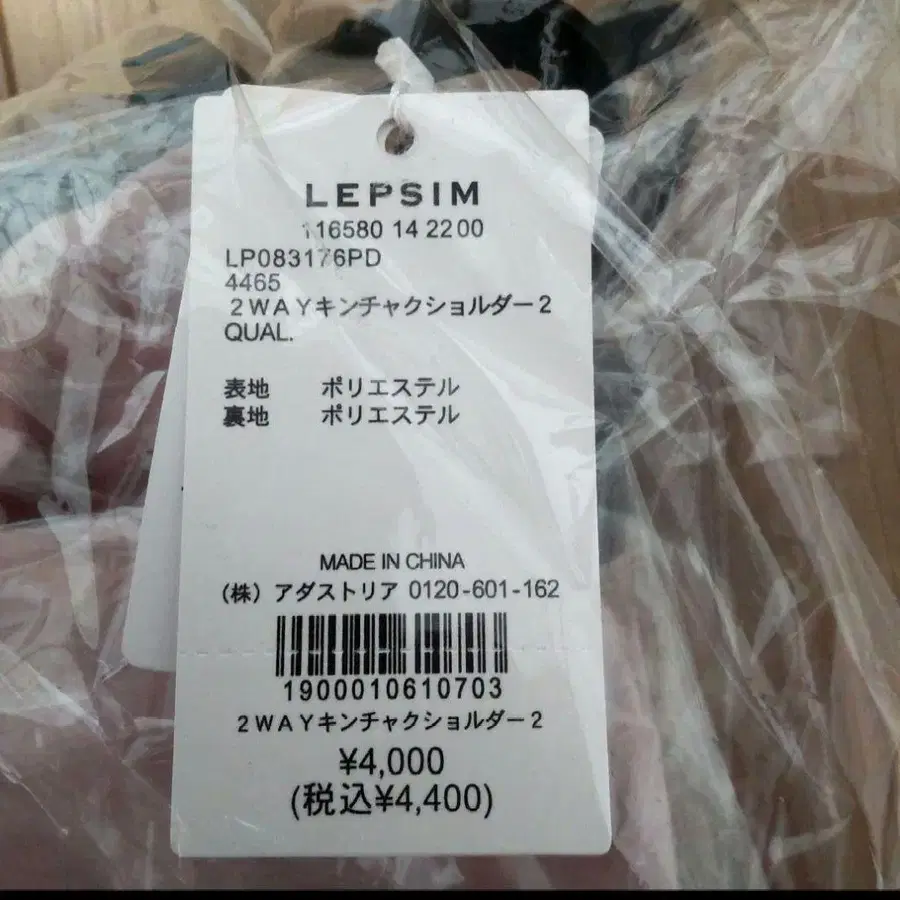 LEPSIM
116580 14 2200
LP083176PD
4465
２ＷＡＹキンチャクショルダー２
QUAL.
表地 ポリエステル
裏地 ポリエステル
MADE IN CHINA
（株）アダストリア 0120-601-162
1900010610703
２ＷＡＹキンチャクショルダー２
¥4,000
(税込¥4,400)